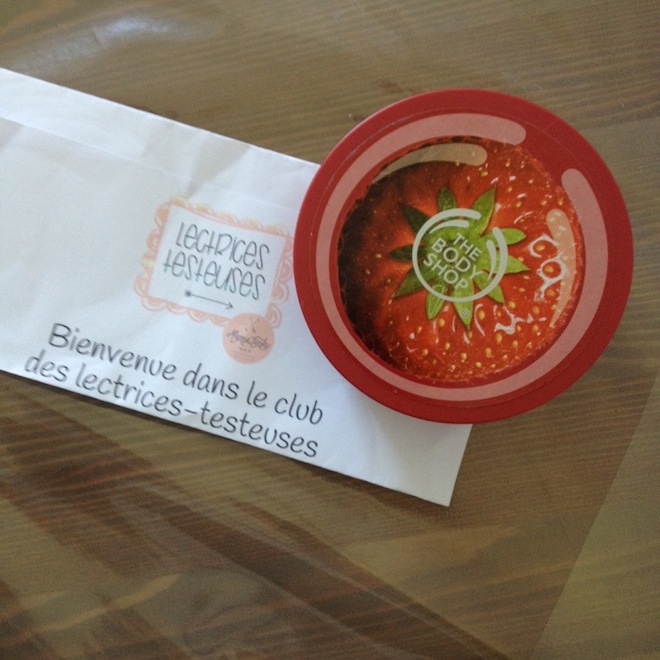 Lectrices
testeuses
Bienvenue dans le club
des lectrices-testeuses
THE
BODY
SHOP